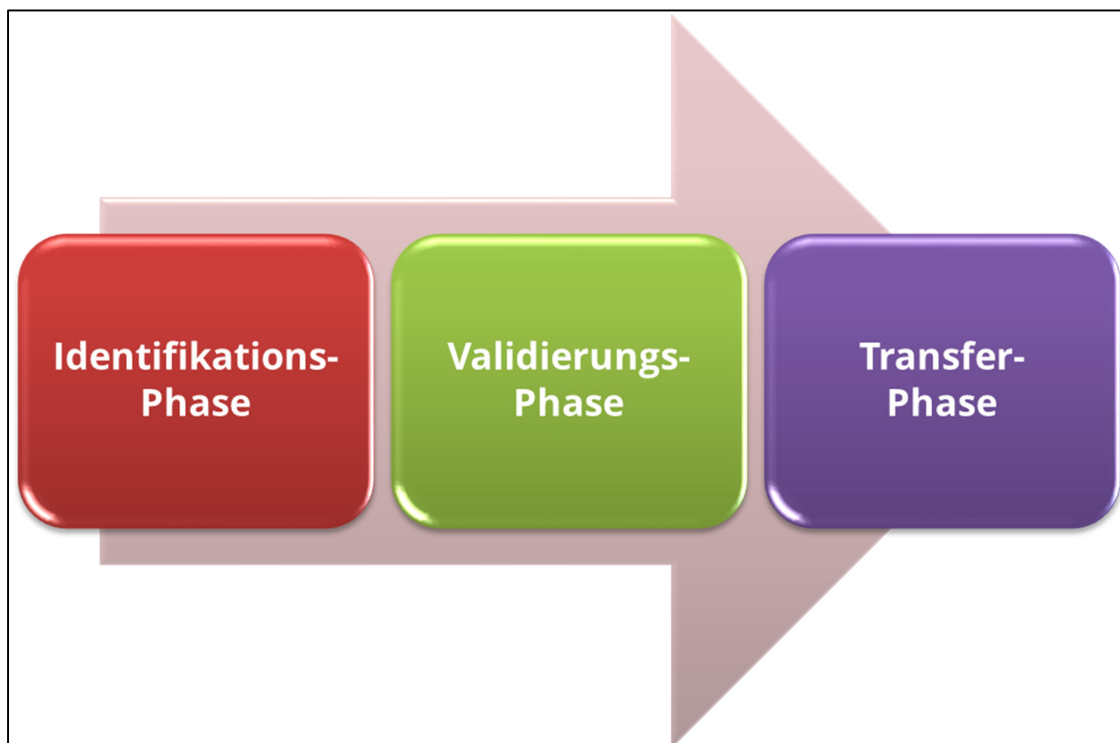 Identifikations-
Phase
Validierungs-
Phase
Transfer-
Phase